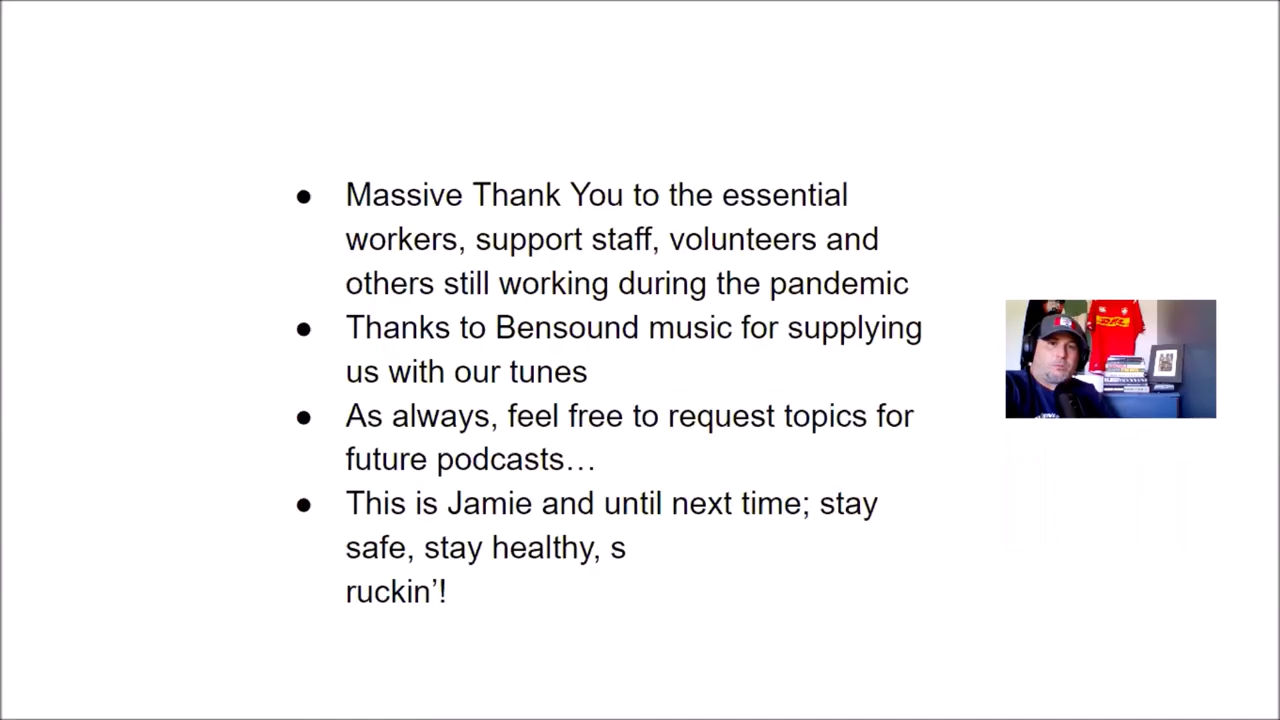 ● Massive Thank You to the essential
workers, support staff, volunteers and
others still working during the pandemic
● Thanks to Bensound music for supplying
us with our tunes
● As always, feel free to request topics for
future podcasts…
● This is Jamie and until next time; stay
safe, stay healthy, s
ruckin’!